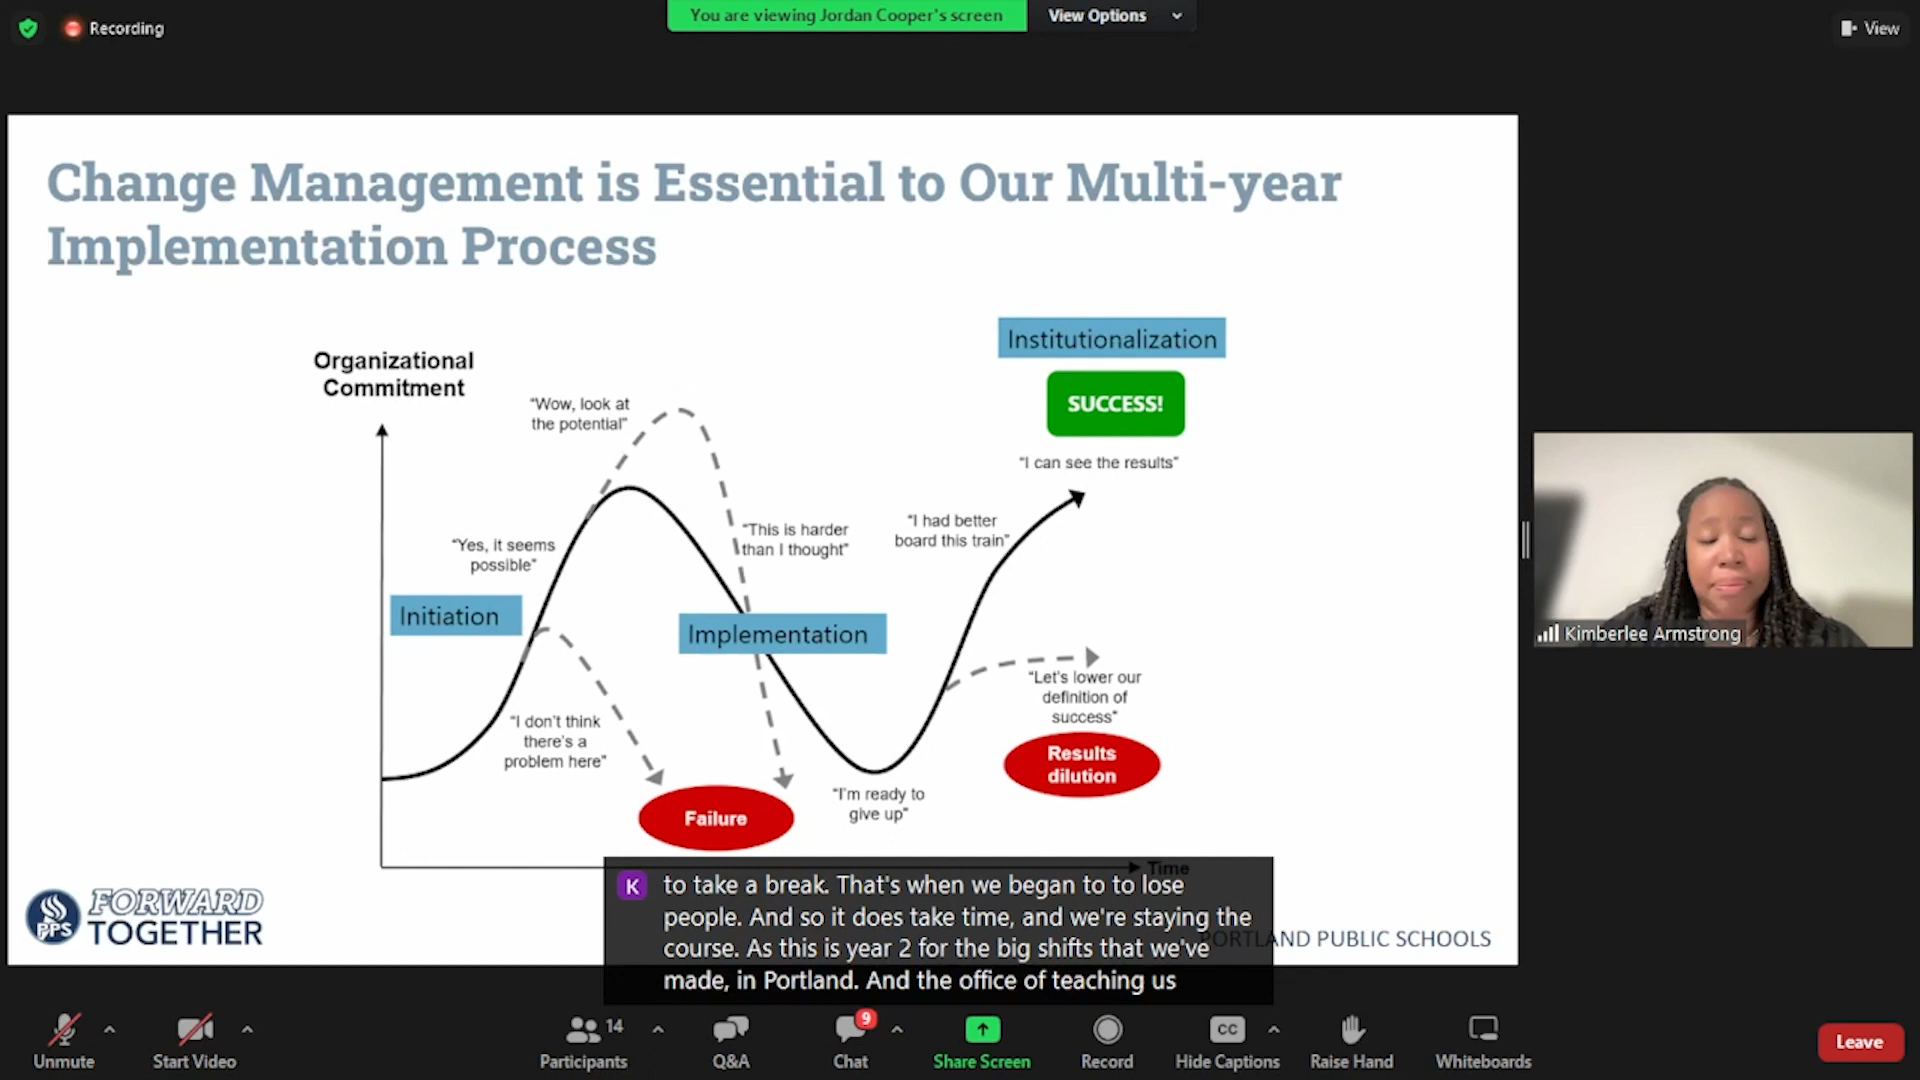 Recording
You are viewing Jordan Cooper's screen
View Options
View
Change Management is Essential to Our Multi-year
Implementation Process
Institutionalization
Organizational
Commitment
SUCCESS!
"Wow, look at
the potential"
"I can see the results"
"I had better
board this train"
"This is harder
than I thought"
"Yes, it seems
possible"
Initiation
Implementation
Kimberlee Armstrong
"Let's lower our
definition of
success"
"I don't think
there's a
problem here"
Results
dilution
"I'm ready to
give up"
Failure
Time
K
to take a break. That's when we began to to lose
people. And so it does take time, and we're staying the
course. As this is year 2 for the big shifts that we've
made, in Portland. And the office of teaching us
PPS
FORWARD
TOGETHER
PORTLAND PUBLIC SCHOOLS
Unmute
Start Video
14
Participants
Q&A
9
Chat
Share Screen
Record
CC
Hide Captions
Raise Hand
Whiteboards
Leave